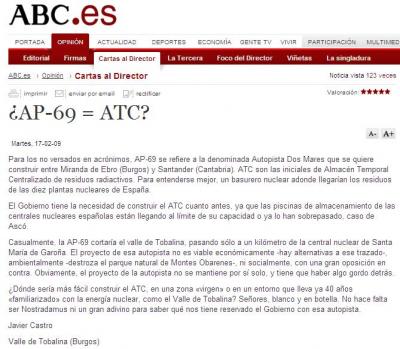 ABC.es
PORTADA OPINIÓN ACTUALIDAD DEPORTES ECONOMÍA GENTE TV VIVIR PARTICIPACIÓN MULTIMED
Editorial Firmas Cartas al Director La Tercera Foco del Director Viñetas La singladura
ABC.es Opinión Cartas al Director Noticia vista 123 veces
imprimir enviar por email rectificar Valoración:
¿AP-69 = ATC?
A- A+
Martes, 17-02-09
Para los no versados en acrónimos, AP-69 se refiere a la denominada Autopista Dos Mares que se quiere
construir entre Miranda de Ebro (Burgos) y Santander (Cantabria). ATC son las iniciales de Almacén Temporal
Centralizado de residuos radiactivos. Para entenderse mejor, un basurero nuclear adonde llegarían los residuos
de las diez plantas nucleares de España.
El Gobierno tiene la necesidad de construir el ATC cuanto antes, ya que las piscinas de almacenamiento de las
centrales nucleares españolas están llegando al límite de su capacidad o ya lo han sobrepasado, caso de
Ascó.
Casualmente, la AP-69 cortaría el valle de Tobalina, pasando sólo a un kilómetro de la central nuclear de Santa
María de Garoña. El proyecto de esa autopista no es viable económicamente -hay alternativas a ese trazado-,
ambientalmente -destroza el parque natural de Montes Obarenes-, ni socialmente, con una gran oposición en
contra. Obviamente, el proyecto de la autopista no se mantiene por sí solo, y tiene que haber algo gordo detrás.
¿Dónde sería más fácil construir el ATC, en una zona «virgen» o en un entorno que lleva ya 40 años
«familiarizado» con la energía nuclear, como el Valle de Tobalina? Señores, blanco y en botella. No hace falta
ser Nostradamus ni un gran adivino para saber qué nos tiene reservado el Gobierno con esa autopista.
Javier Castro
Valle de Tobalina (Burgos)